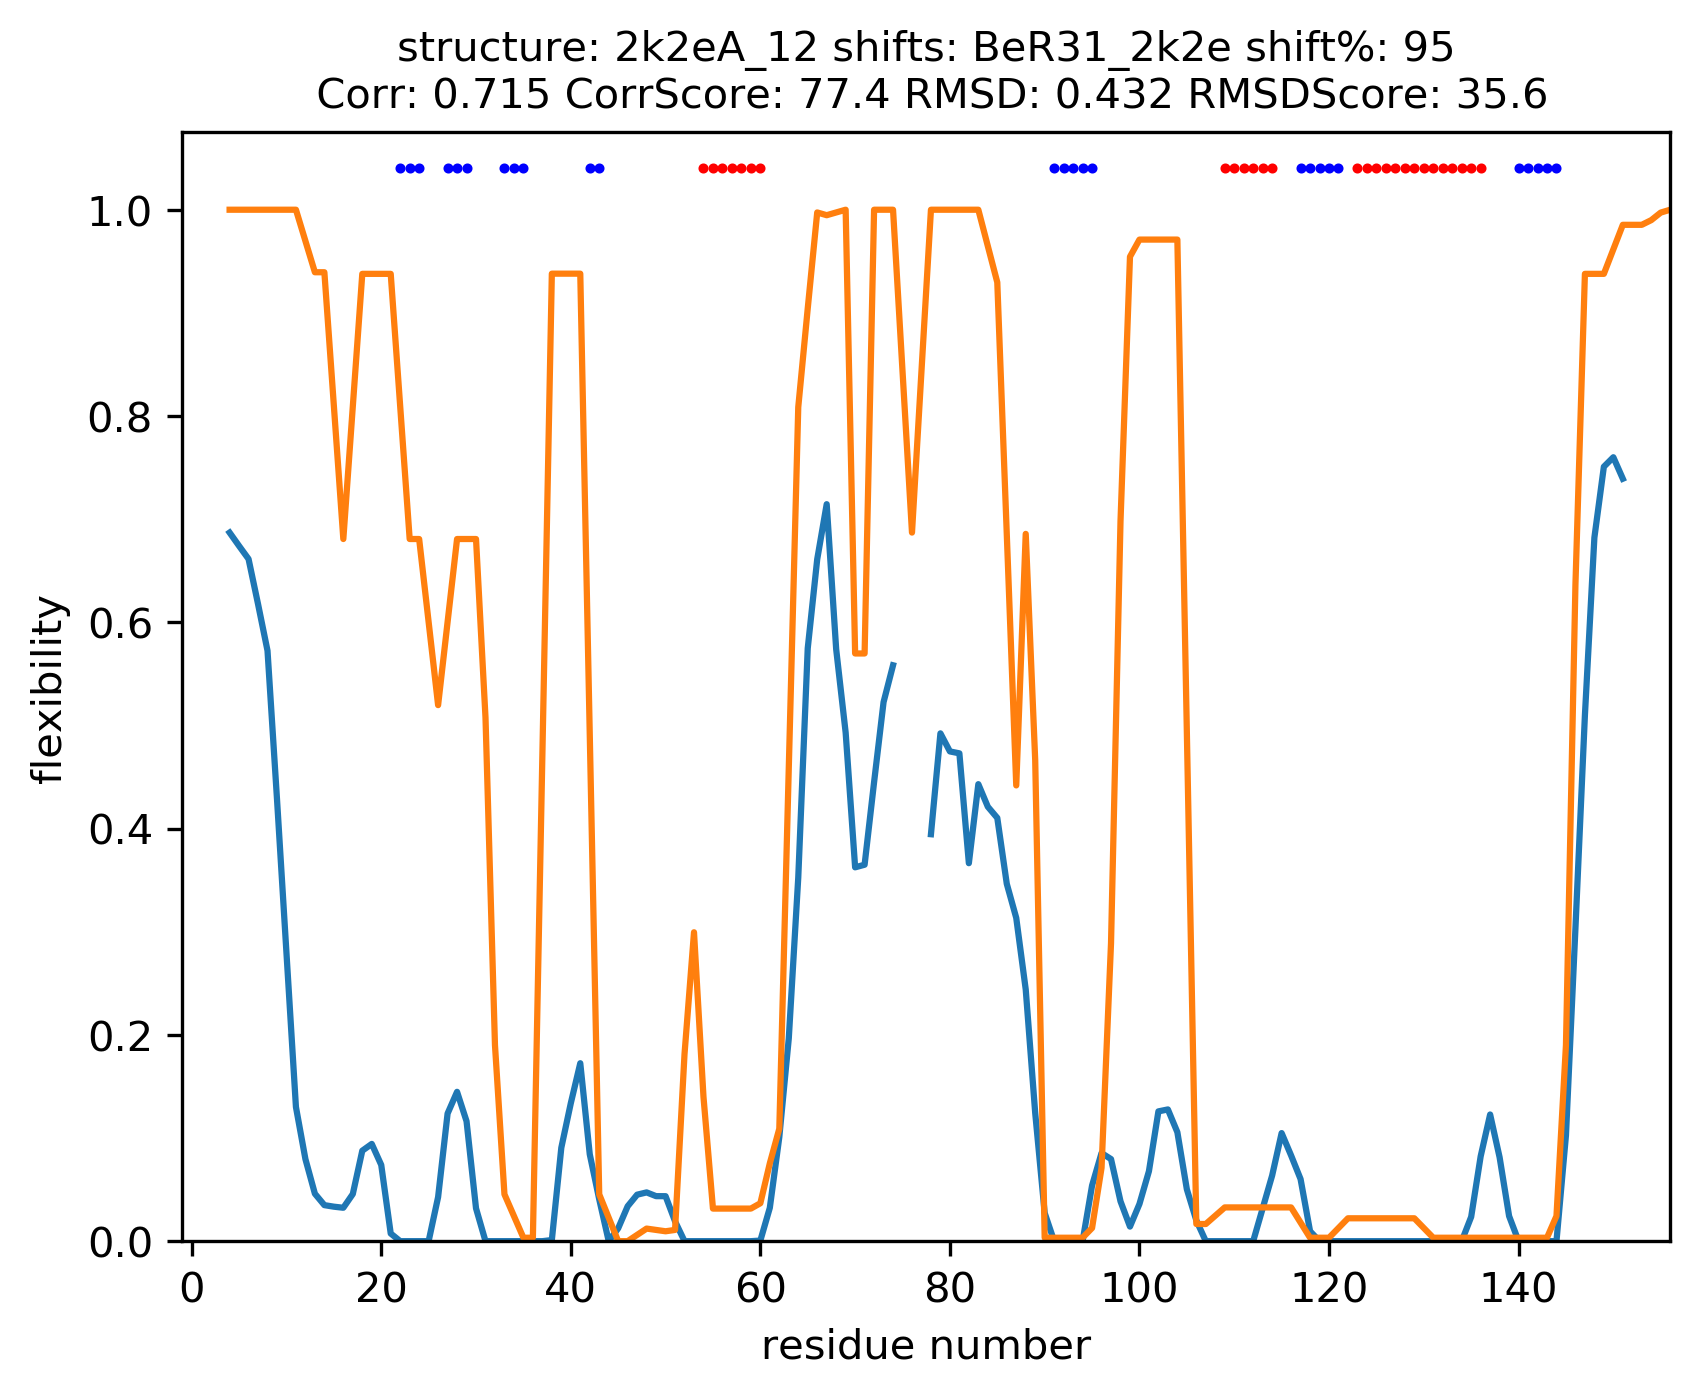 structure: 2k2eA_12 shifts: BeR31_2k2e shift%: 95
Corr: 0.715 CorrScore: 77.4 RMSD: 0.432 RMSDScore: 35.6
1.0
0.8
0.6
0.4
0.2
0.0
flexibility
0 20 40 60 80 100 120 140
residue number